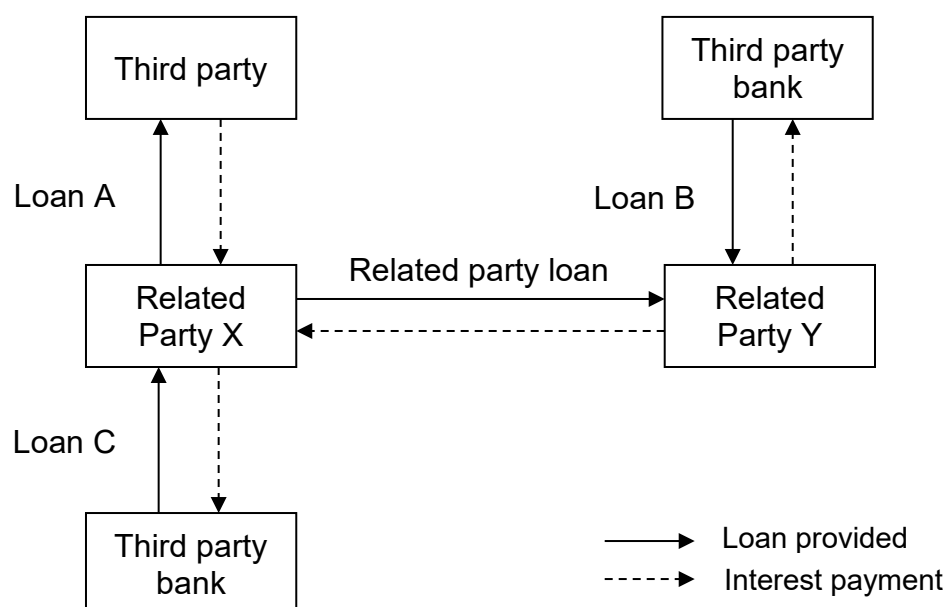 Third party
Third party
bank
Loan A
Loan B
Related party loan
Related
Party X
Related
Party Y
Loan C
Third party
bank
Loan provided
Interest payment